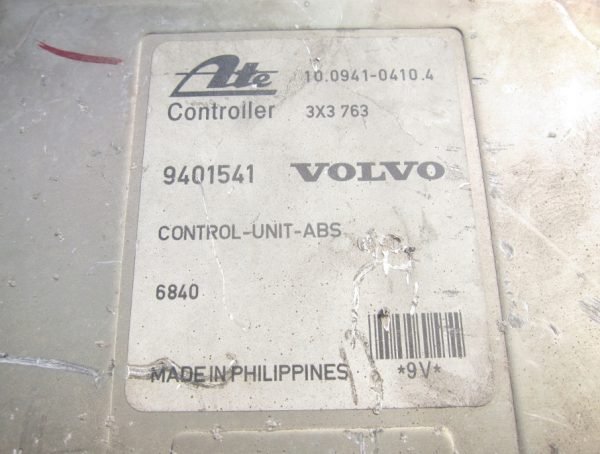 Ate 10.0941-0410.4
Controller 3X3 763
9401541 VOLVO
CONTROL-UNIT-ABS
6840
MADE IN PHILIPPINES *9V*